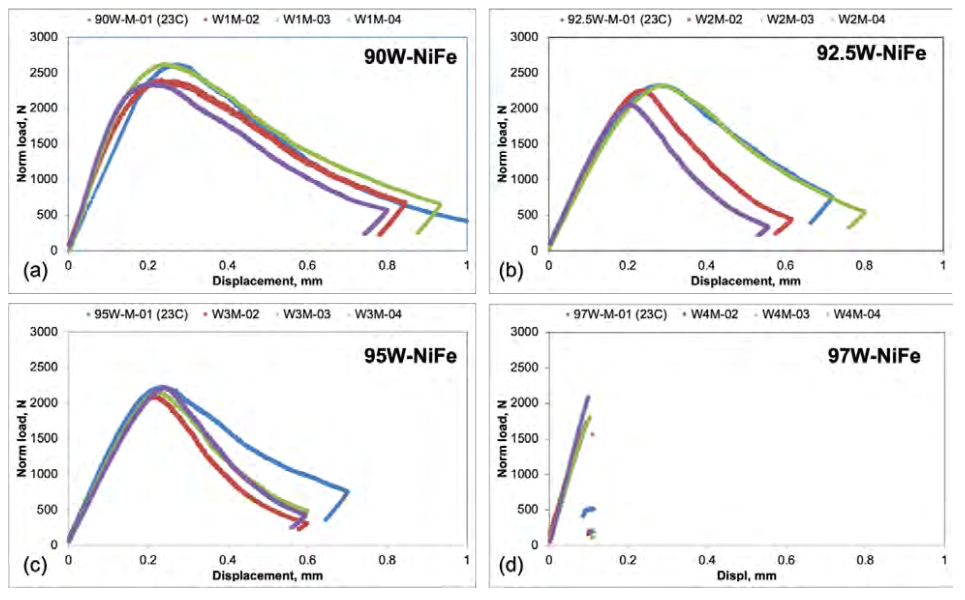 90W-M-01 (23C) W1M-02 W1M-03 W1M-04
90W-NiFe
3000
2500
2000
1500
1000
500
0
Norm load, N
0 0.2 0.4 0.6 0.8 1
Displacement, mm
(a)
92.5W-M-01 (23C) W2M-02 W2M-03 W2M-04
92.5W-NiFe
3000
2500
2000
1500
1000
500
0
Norm load, N
0 0.2 0.4 0.6 0.8 1
Displacement, mm
(b)
95W-M-01 (23C) W3M-02 W3M-03 W3M-04
95W-NiFe
3000
2500
2000
1500
1000
500
0
Norm load, N
0 0.2 0.4 0.6 0.8 1
Displacement, mm
(c)
97W-M-01 (23C) W4M-02 W4M-03 W4M-04
97W-NiFe
3000
2500
2000
1500
1000
500
0
Norm load, N
0 0.2 0.4 0.6 0.8 1
Displ, mm
(d)